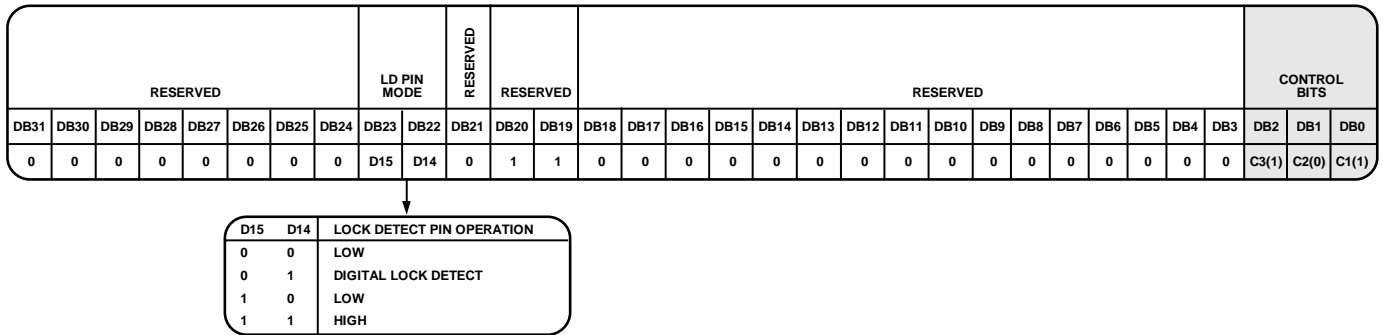 RESERVED LD PIN MODE RESERVED RESERVED RESERVED CONTROL BITS
DB31 DB30 DB29 DB28 DB27 DB26 DB25 DB24 DB23 DB22 DB21 DB20 DB19 DB18 DB17 DB16 DB15 DB14 DB13 DB12 DB11 DB10 DB9 DB8 DB7 DB6 DB5 DB4 DB3 DB2 DB1 DB0
0 0 0 0 0 0 0 0 D15 D14 0 1 1 0 0 0 0 0 0 0 0 0 0 0 0 0 0 0 0 C3(1) C2(0) C1(1)
D15 D14 LOCK DETECT PIN OPERATION
0 0 LOW
0 1 DIGITAL LOCK DETECT
1 0 LOW
1 1 HIGH